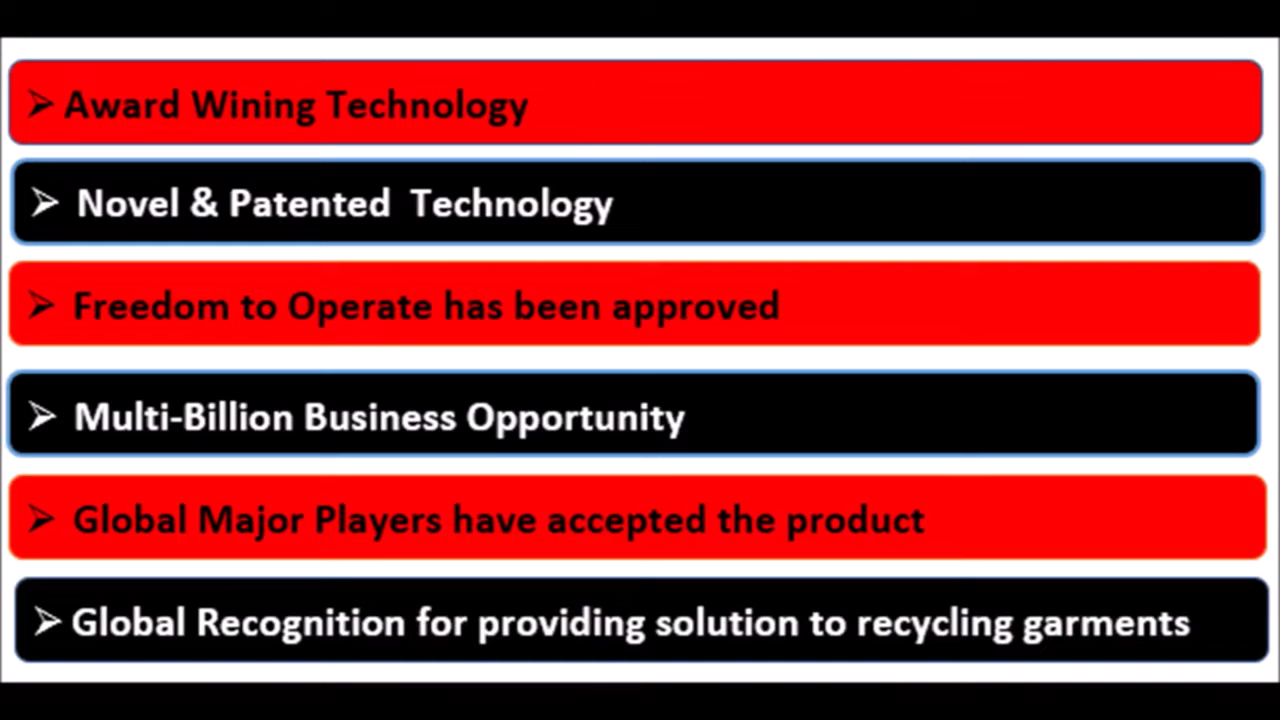 ➢ Award Wining Technology
➢ Novel & Patented Technology
➢ Freedom to Operate has been approved
➢ Multi-Billion Business Opportunity
➢ Global Major Players have accepted the product
➢ Global Recognition for providing solution to recycling garments